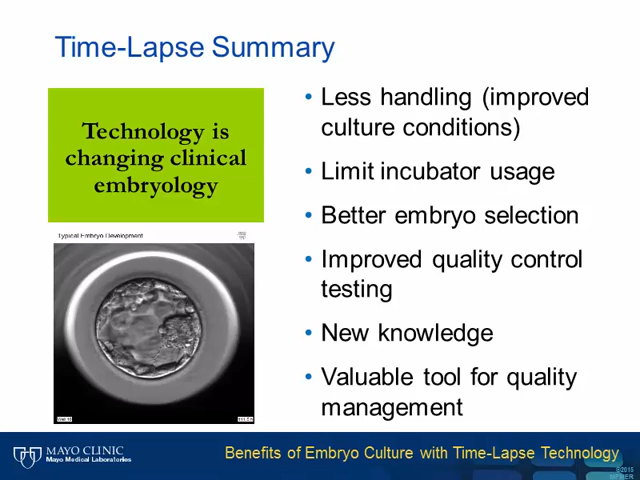 Time-Lapse Summary
Technology is
changing clinical
embryology
Typical Embryo Development
• Less handling (improved
culture conditions)
• Limit incubator usage
• Better embryo selection
• Improved quality control
testing
• New knowledge
• Valuable tool for quality
management
MAYO CLINIC
Mayo Medical Laboratories
Benefits of Embryo Culture with Time-Lapse Technology